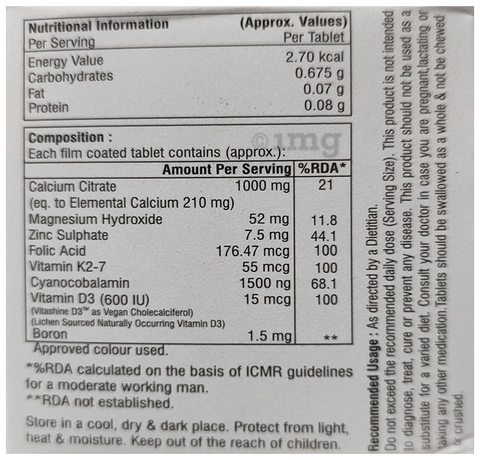 Nutritional Information (Approx. Values)
Per Serving Per Tablet
Energy Value 2.70 kcal
Carbohydrates 0.675 g
Fat 0.07 g
Protein 0.08 g
Composition :
Each film coated tablet contains (approx.):
Amount Per Serving %RDA*
Calcium Citrate 1000 mg 21
(eq. to Elemental Calcium 210 mg)
Magnesium Hydroxide 52 mg 11.8
Zinc Sulphate 7.5 mg 44.1
Folic Acid 176.47 mcg 100
Vitamin K2-7 55 mcg 100
Cyanocobalamin 1500 ng 68.1
Vitamin D3 (600 IU) 15 mcg 100
(Vitashine D3™ as Vegan Cholecalciferol)
(Lichen Sourced Naturally Occurring Vitamin D3)
Boron 1.5 mg **
Approved colour used.
*%RDA calculated on the basis of ICMR guidelines
for a moderate working man.
**RDA not established.
Store in a cool, dry & dark place. Protect from light,
heat & moisture. Keep out of the reach of children.
Recommended Usage : As directed by a Dietitian.
Do not exceed the recommended daily dose (Serving Size). This product is not intended
to diagnose, treat, cure or prevent any disease. This product should not be used as a
substitute for a varied diet. Consult your doctor in case you are pregnant,lactating or
taking any other medication.Tablets should be swallowed as a whole & not be chewed
or crushed.
©1mg